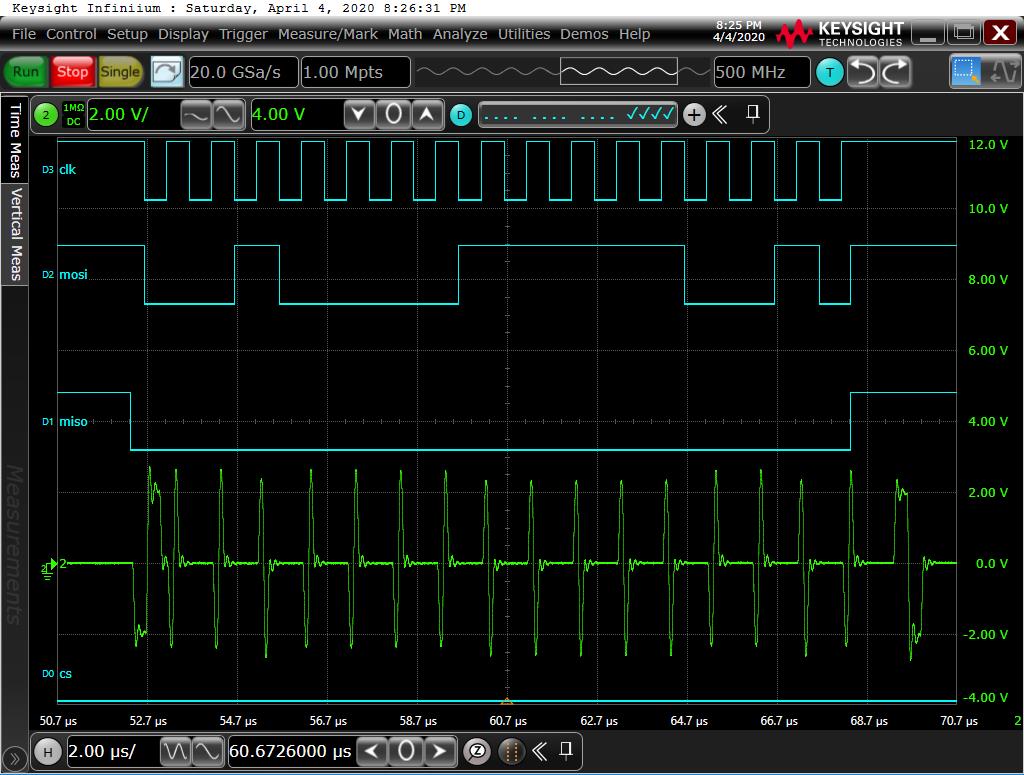 Keysight Infiniium : Saturday, April 4, 2020 8:26:31 PM
File Control Setup Display Trigger Measure/Mark Math Analyze Utilities Demos Help
8:25 PM
4/4/2020
KEYSIGHT
TECHNOLOGIES
Run Stop Single 20.0 GSa/s 1.00 Mpts 500 MHz T
2 1MΩ DC 2.00 V/ 4.00 V 0 D
Time Meas
Vertical Meas
Measurements
12.0 V
D3 clk
10.0 V
D2 mosi
8.00 V
6.00 V
D1 miso
4.00 V
2.00 V
2 2 0.0 V
-2.00 V
D0 cs
-4.00 V
50.7 µs 52.7 µs 54.7 µs 56.7 µs 58.7 µs 60.7 µs 62.7 µs 64.7 µs 66.7 µs 68.7 µs 70.7 µs 2
H 2.00 µs/ 60.6726000 µs 0 Z